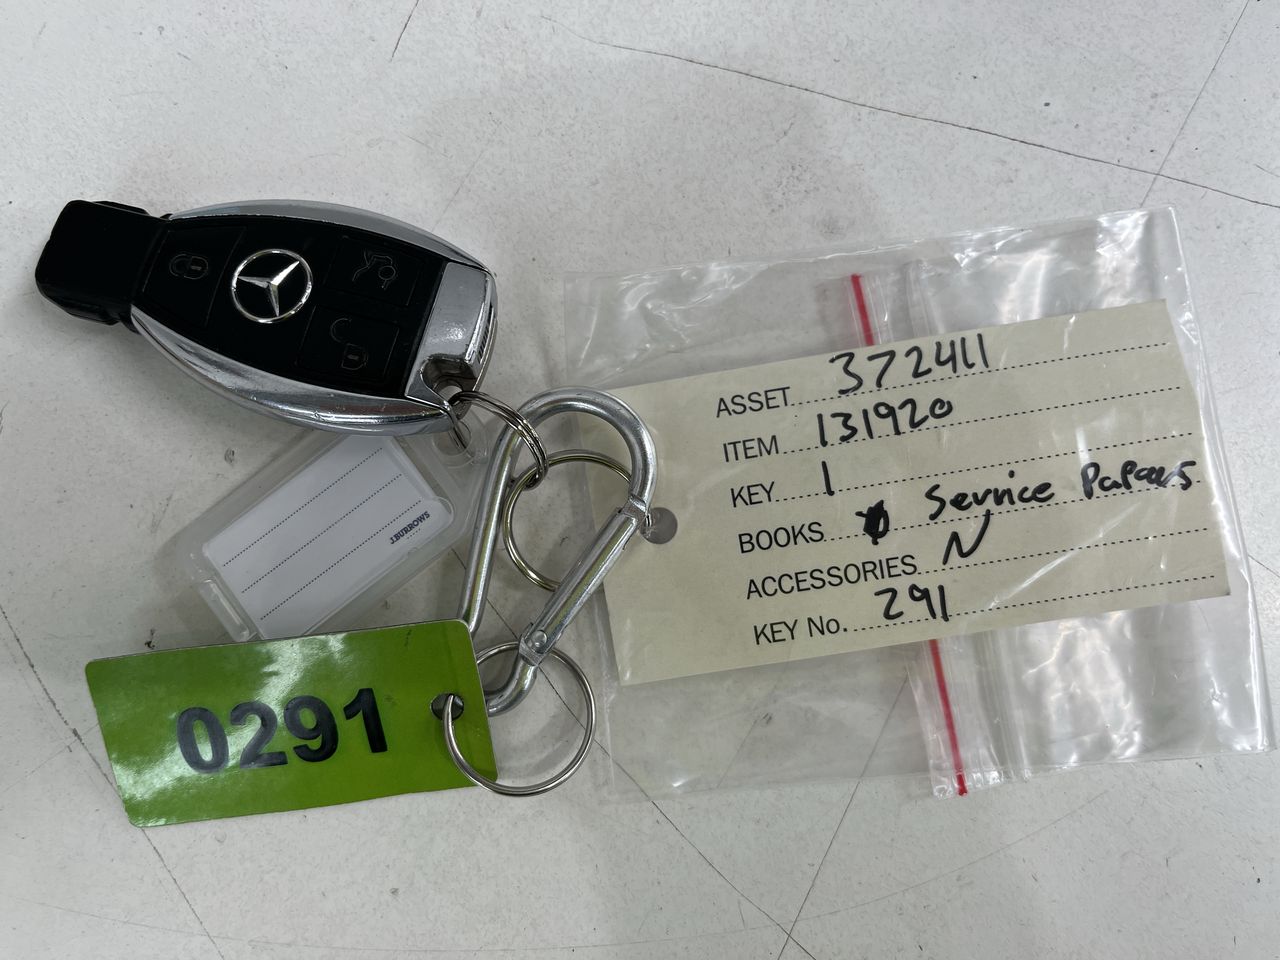 ASSET 372411
ITEM 131920
KEY 1
BOOKS Service Papers
ACCESSORIES N
KEY No. 291
J.BURROWS
0291